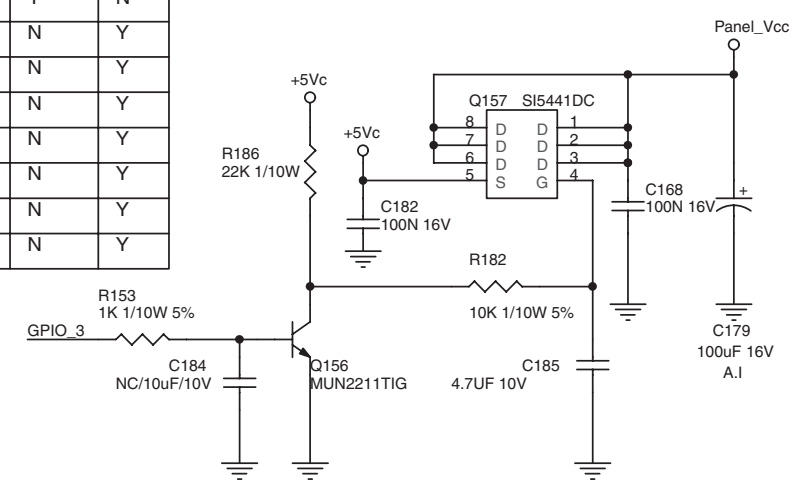 N Y
N Y
N Y
N Y
N Y
N Y
N Y
Panel_Vcc
+5Vc
Q157 SI5441DC
+5Vc
8 D D 1
7 D D 2
6 D D 3
5 S G 4
R186
22K 1/10W
C182
100N 16V
C168
100N 16V
+
R182
10K 1/10W 5%
R153
1K 1/10W 5%
GPIO_3
C179
100uF 16V
A.I
C184
NC/10uF/10V
Q156
MUN2211TIG
C185
4.7UF 10V